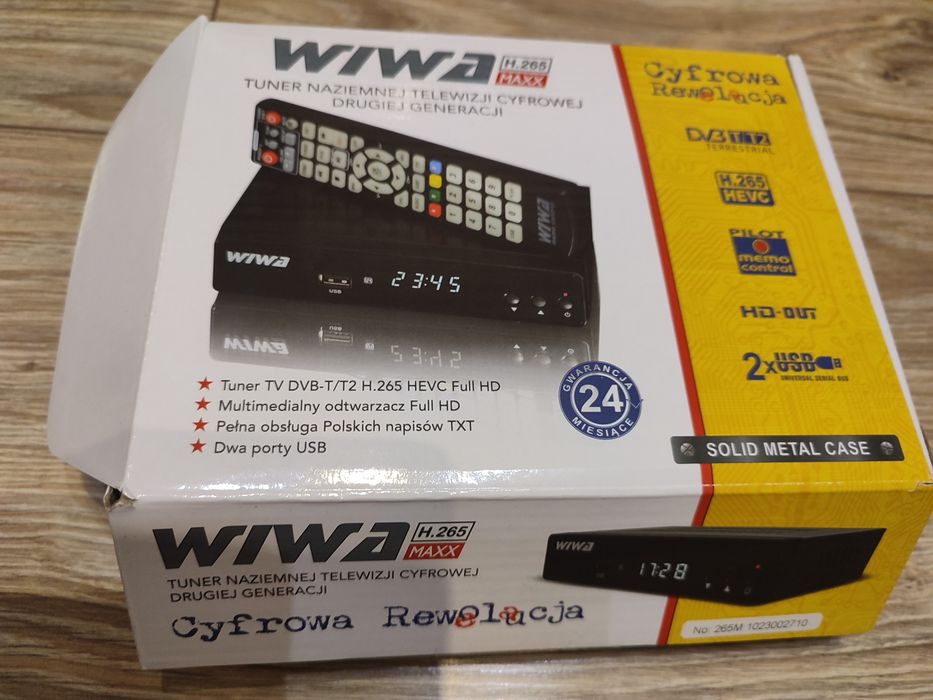 WIWA H.265 MAXX
TUNER NAZIEMNEJ TELEWIZJI CYFROWEJ
DRUGIEJ GENERACJI
Cyfrowa
Rewelacja
DVB T/T2
TERRESTRIAL
H.265
HEVC
PILOT
memo
control
HD-OUT
2xUSB
UNIVERSAL SERIAL BUS
WIWA
WIWA
USB
23:45
★ Tuner TV DVB-T/T2 H.265 HEVC Full HD
★ Multimedialny odtwarzacz Full HD
★ Pełna obsługa Polskich napisów TXT
★ Dwa porty USB
GWARANCJA
24
MIESIĄCE
SOLID METAL CASE
WIWA H.265 MAXX
TUNER NAZIEMNEJ TELEWIZJI CYFROWEJ
DRUGIEJ GENERACJI
Cyfrowa Rewelacja
WIWA
17:28
No: 265M 1023002710